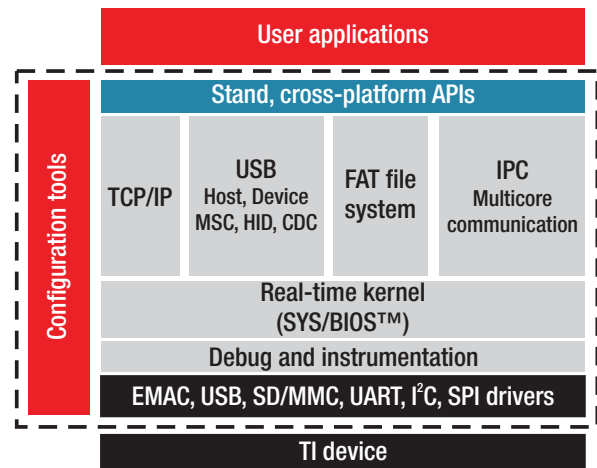 User applications
Configuration tools
Stand, cross-platform APIs
TCP/IP
USB
Host, Device
MSC, HID, CDC
FAT file
system
IPC
Multicore
communication
Real-time kernel
(SYS/BIOS™)
Debug and instrumentation
EMAC, USB, SD/MMC, UART, I²C, SPI drivers
TI device